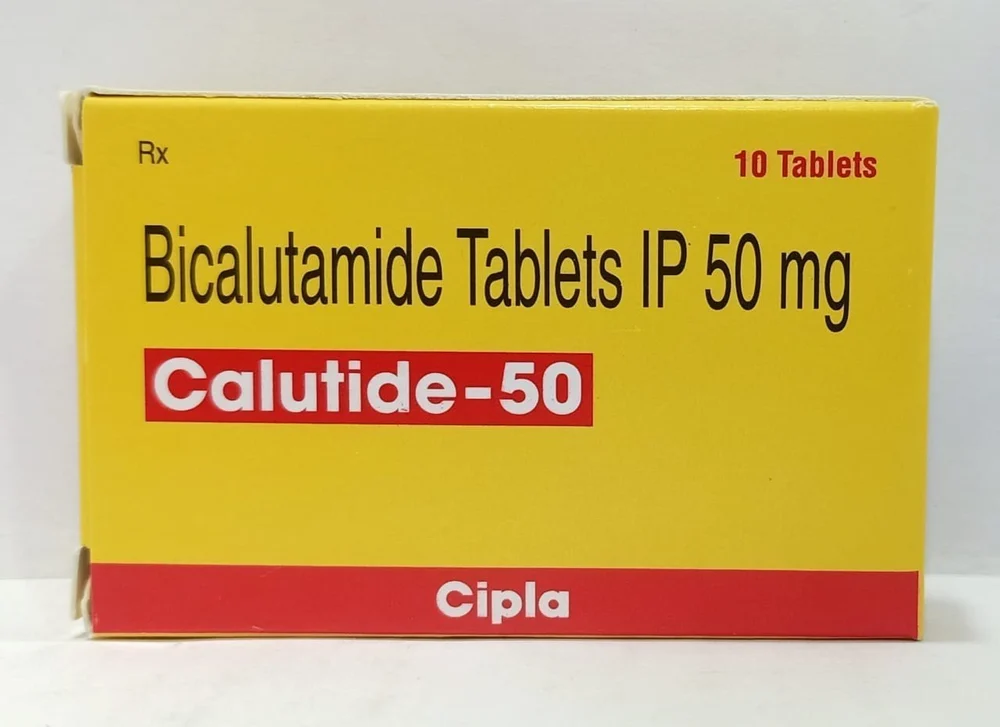 Rx
10 Tablets
Bicalutamide Tablets IP 50 mg
Calutide-50
Cipla